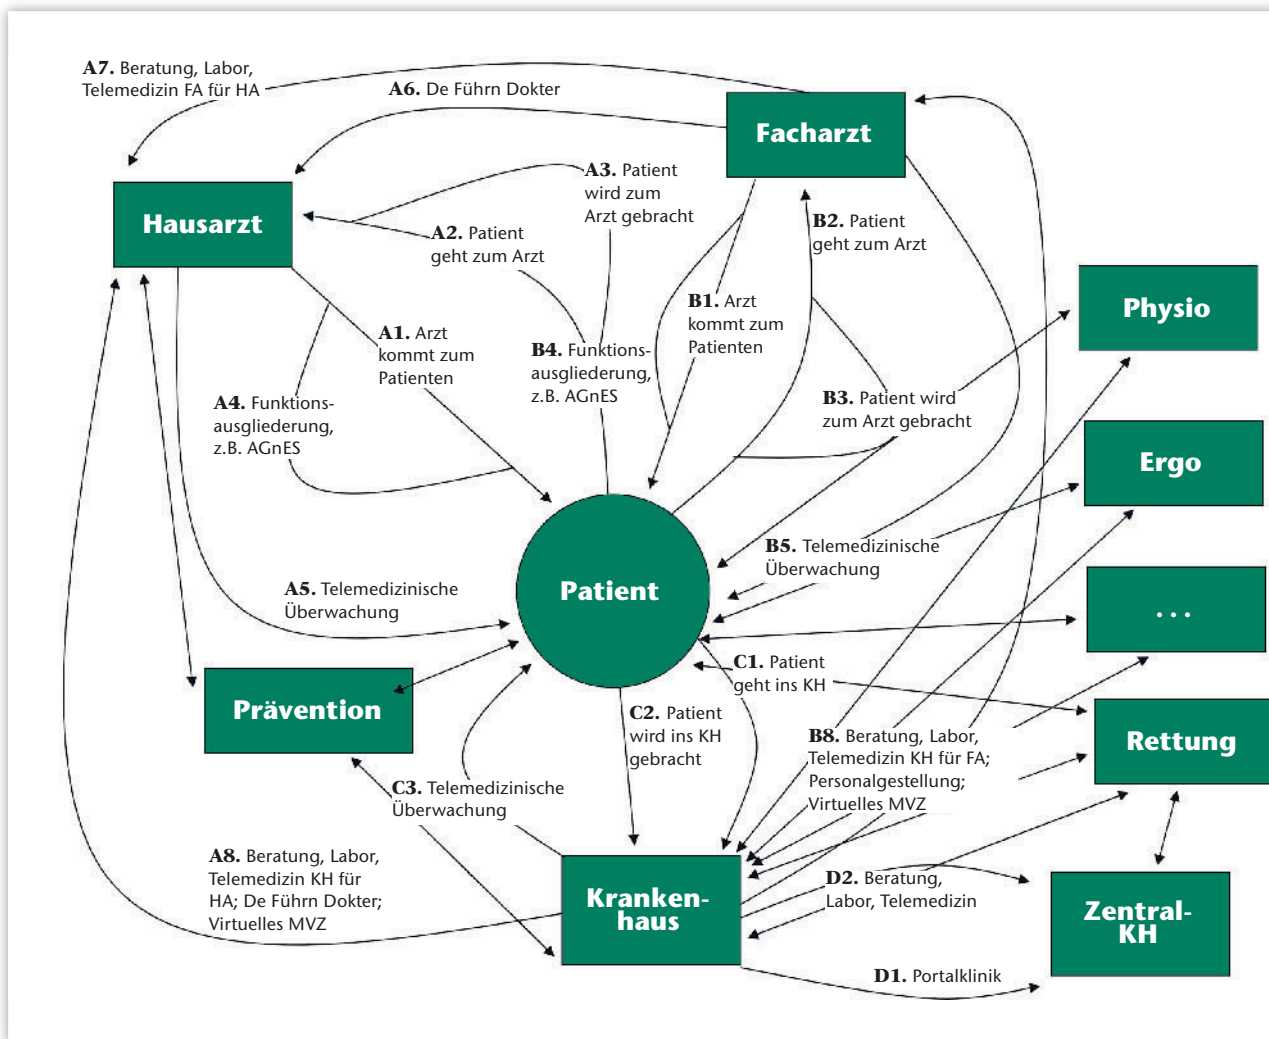 A7. Beratung, Labor,
Telemedizin FA für HA
A6. De Führn Dokter
Facharzt
A3. Patient
wird zum
Arzt gebracht
Hausarzt
A2. Patient
geht zum Arzt
B2. Patient
geht zum Arzt
B1. Arzt
kommt zum
Patienten
Physio
A1. Arzt
kommt zum
Patienten
B4. Funktions-
ausgliederung,
z.B. AGnES
B3. Patient wird
zum Arzt gebracht
A4. Funktions-
ausgliederung,
z.B. AGnES
Ergo
B5. Telemedizinische
Überwachung
Patient
A5. Telemedizinische
Überwachung
...
C1. Patient
geht ins KH
Prävention
C2. Patient
wird ins KH
gebracht
B8. Beratung, Labor,
Telemedizin KH für FA;
Personalgestellung;
Virtuelles MVZ
Rettung
C3. Telemedizinische
Überwachung
A8. Beratung, Labor,
Telemedizin KH für
HA; De Führn Dokter;
Virtuelles MVZ
Kranken-
haus
D2. Beratung,
Labor, Telemedizin
Zentral-
KH
D1. Portalklinik